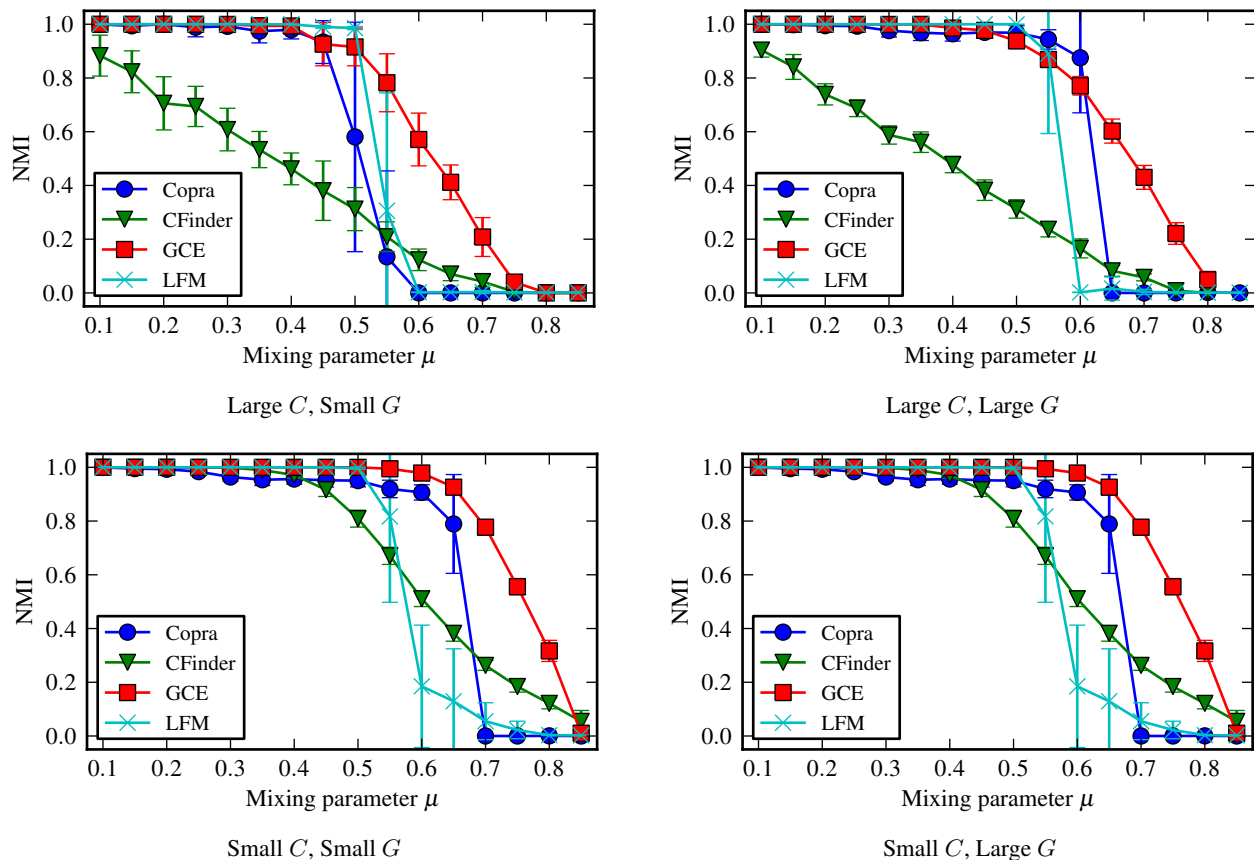 1.0
0.8
0.6
0.4
0.2
0.0
NMI
Copra
CFinder
GCE
LFM
0.1 0.2 0.3 0.4 0.5 0.6 0.7 0.8
Mixing parameter μ
Large C, Small G
1.0
0.8
0.6
0.4
0.2
0.0
NMI
Copra
CFinder
GCE
LFM
0.1 0.2 0.3 0.4 0.5 0.6 0.7 0.8
Mixing parameter μ
Large C, Large G
1.0
0.8
0.6
0.4
0.2
0.0
NMI
Copra
CFinder
GCE
LFM
0.1 0.2 0.3 0.4 0.5 0.6 0.7 0.8
Mixing parameter μ
Small C, Small G
1.0
0.8
0.6
0.4
0.2
0.0
NMI
Copra
CFinder
GCE
LFM
0.1 0.2 0.3 0.4 0.5 0.6 0.7 0.8
Mixing parameter μ
Small C, Large G